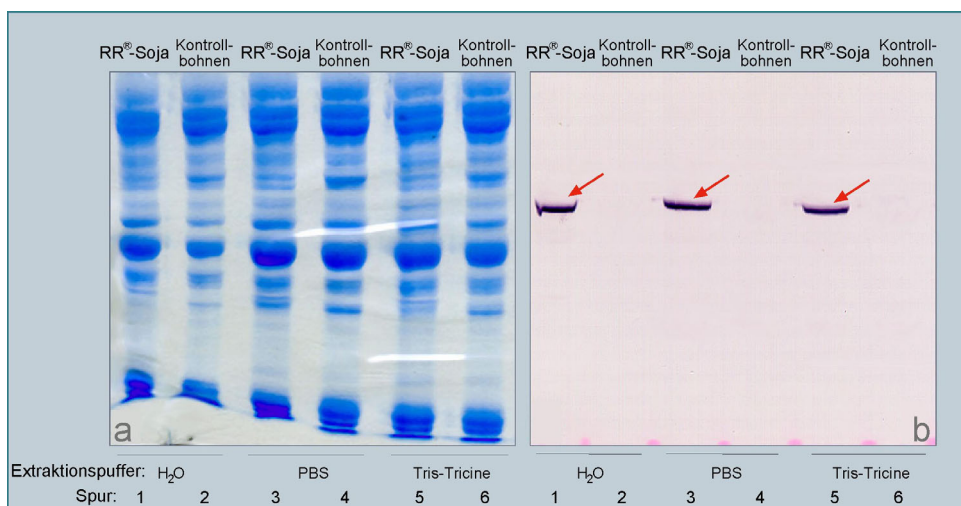 RR®-Soja Kontroll-bohnen RR®-Soja Kontroll-bohnen RR®-Soja Kontroll-bohnen RR®-Soja Kontroll-bohnen RR®-Soja Kontroll-bohnen RR®-Soja Kontroll-bohnen
a b
Extraktionspuffer: H₂O PBS Tris-Tricine H₂O PBS Tris-Tricine
Spur: 1 2 3 4 5 6 1 2 3 4 5 6